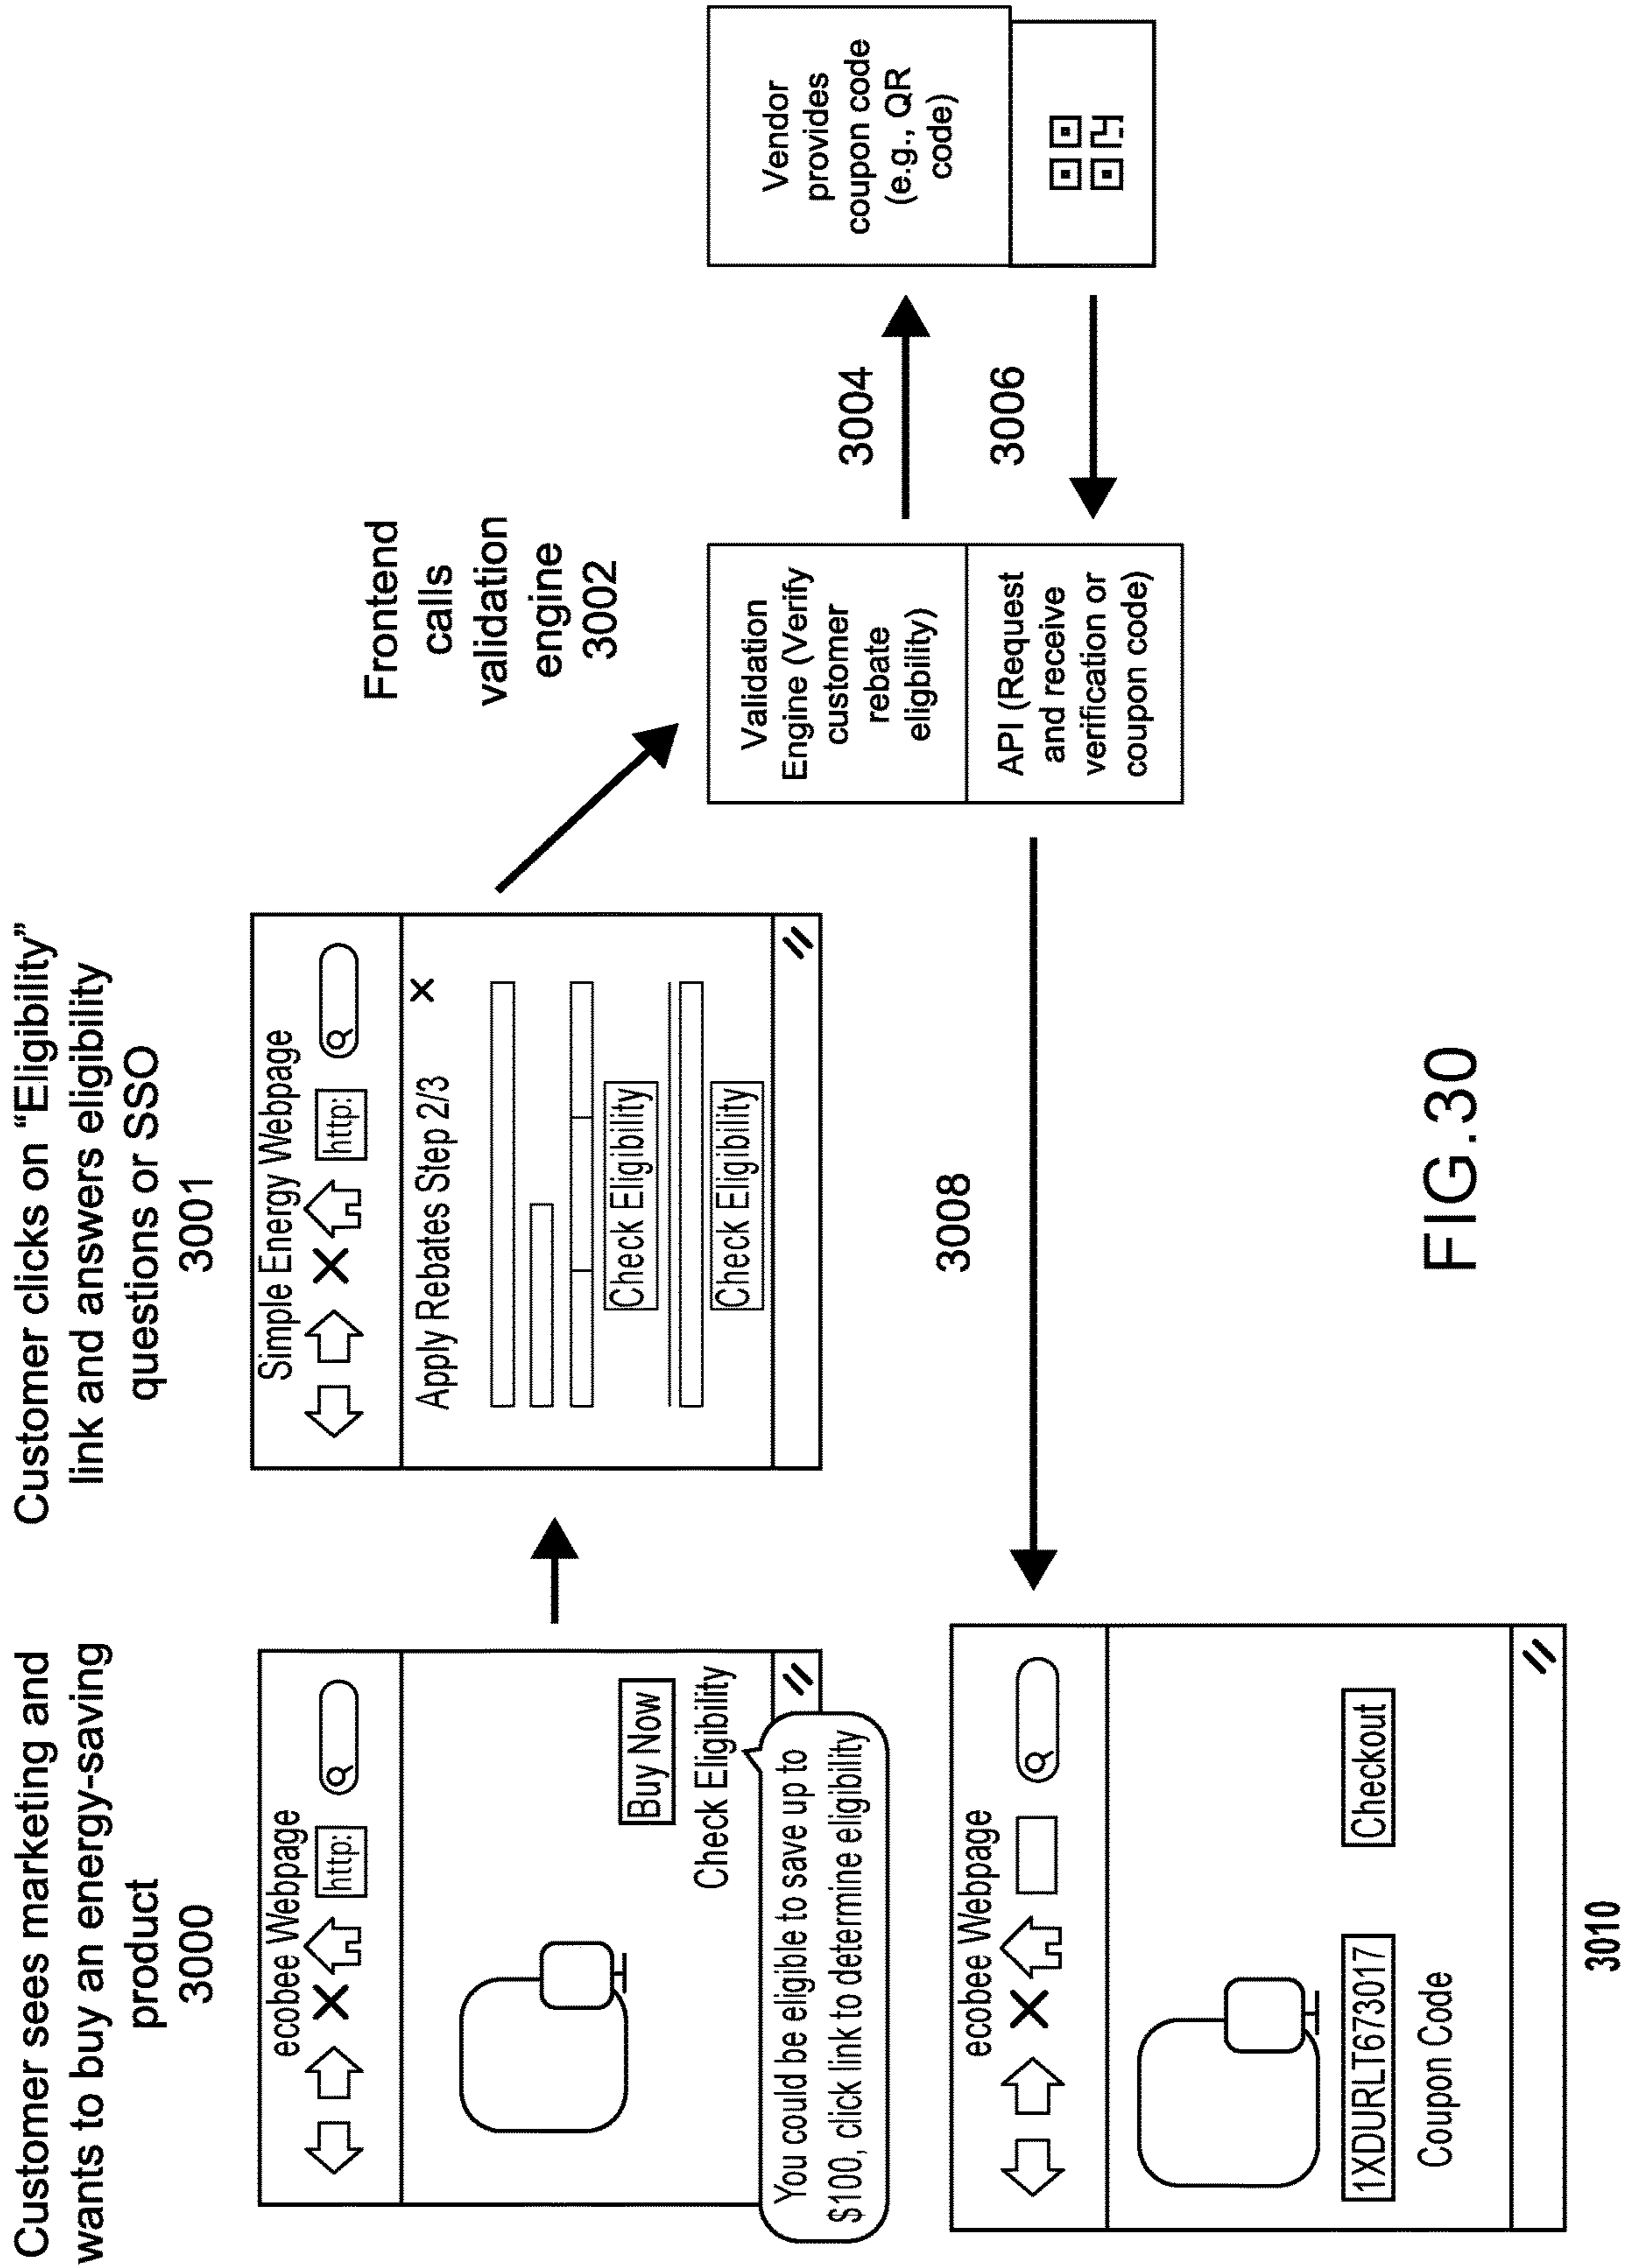 Customer sees marketing and
wants to buy an energy-saving
product
3000
ecobee Webpage
http:
Buy Now
Check Eligibility
You could be eligible to save up to
$100, click link to determine eligibility
Customer clicks on “Eligibility”
link and answers eligibility
questions or SSO
3001
Simple Energy Webpage
http:
Apply Rebates Step 2/3
X
Check Eligibility
Check Eligibility
Frontend
calls
validation
engine
3002
Validation
Engine (Verify
customer
rebate
eligbility)
API (Request
and receive
verification or
coupon code)
3004
3006
Vendor
provides
coupon code
(e.g., QR
code)
3008
ecobee Webpage
1XDURLT673017
Coupon Code
Checkout
3010
FIG.30